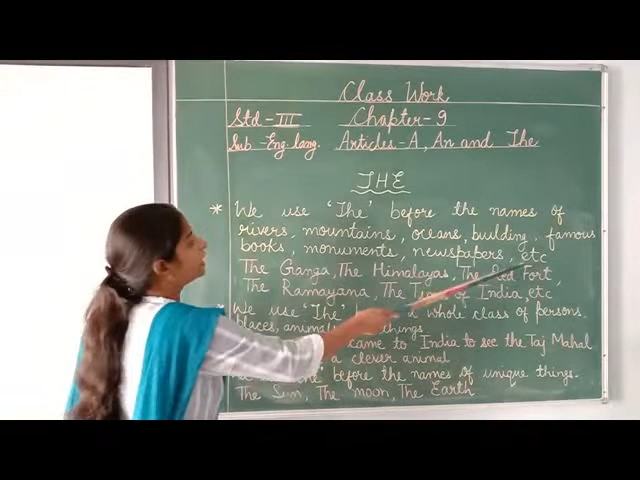 Class Work
Std - III Chapter - 9
Sub - Eng. lang. Articles - A, An and The
THE
* We use 'The' before the names of
rivers, mountains, oceans, building, famous
books, monuments, newspapers, etc
The Ganga, The Himalayas, The Red Fort,
The Ramayana, The of India, etc
We use 'The' a whole class of persons,
places, things.
came to India to see the Taj Mahal
a clever animal
before the names of unique things.
The Sun, The moon, The Earth